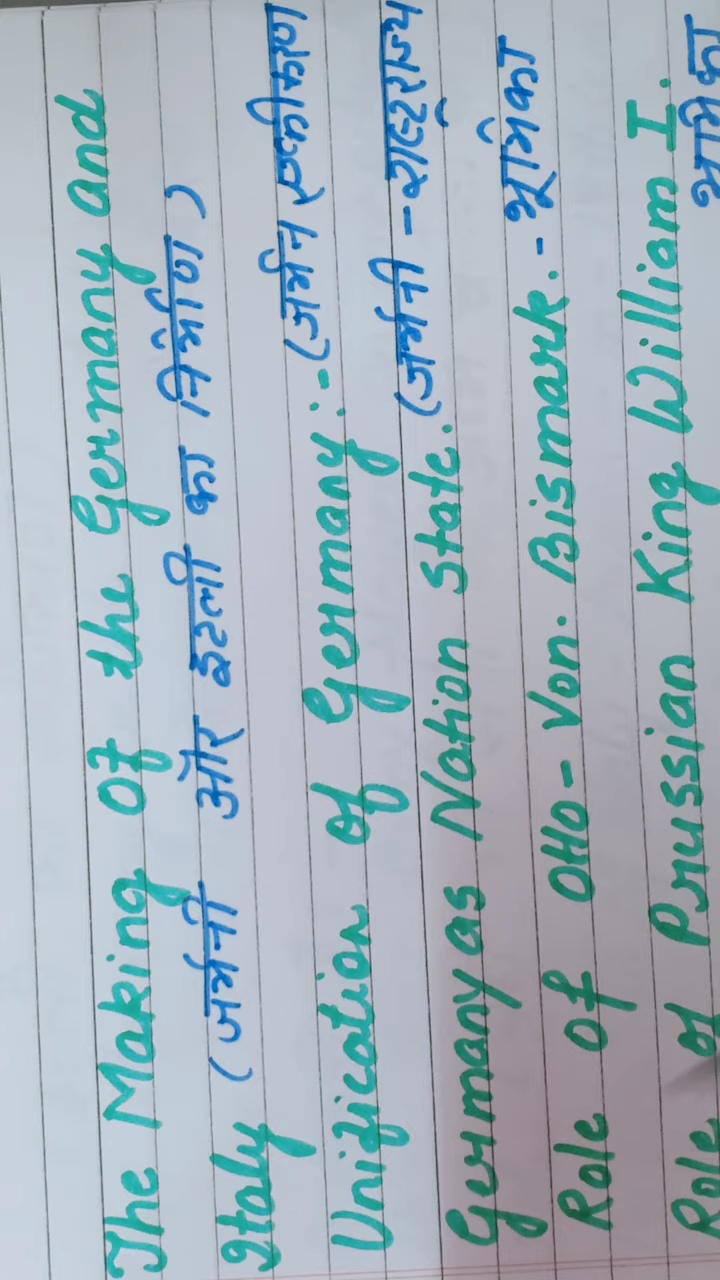 The Making Of the Germany and
Italy (जर्मनी और इटली का निर्माण)
Unification of Germany:-(जर्मन एकीकरण
Germany as Nation State. (जर्मनी -राष्ट्रराज्य
Role of Otto-Von. Bismark.- भूमिका
Role of Prussian King William I.
भूमिका